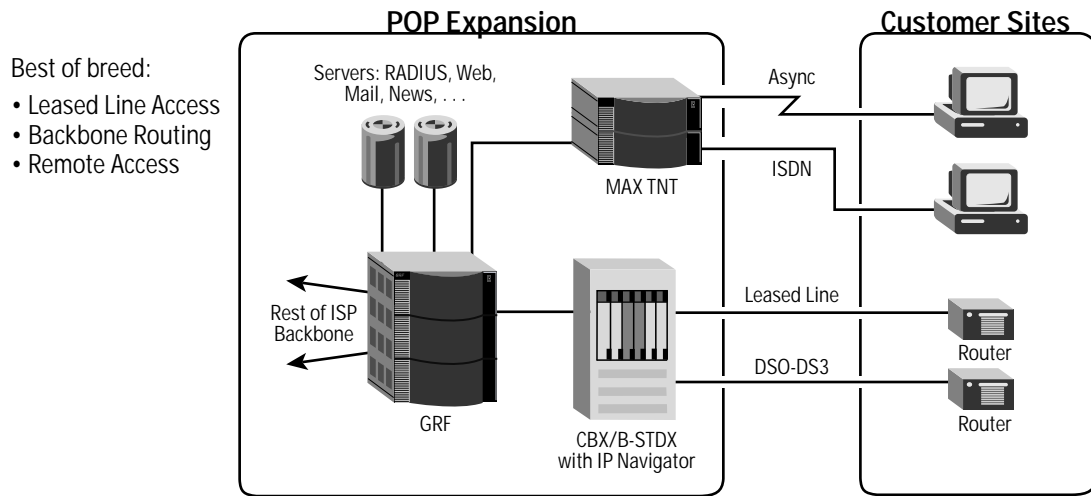 POP Expansion
Customer Sites
Best of breed:
• Leased Line Access
• Backbone Routing
• Remote Access
Servers: RADIUS, Web,
Mail, News, . . .
Async
MAX TNT
ISDN
Rest of ISP
Backbone
GRF
Leased Line
Router
DSO-DS3
Router
CBX/B-STDX
with IP Navigator